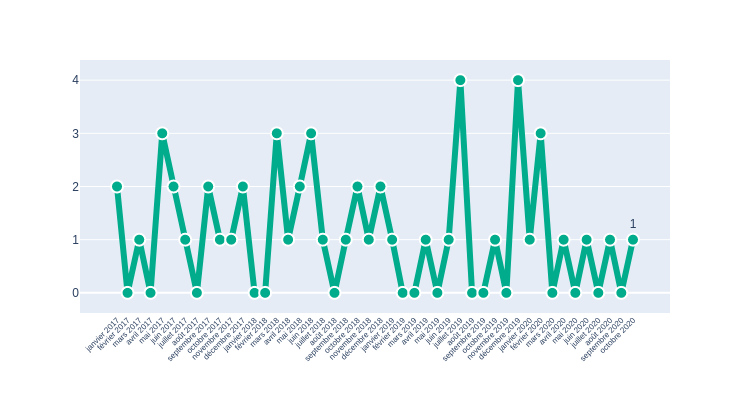 4
3
2
1
0
1
janvier 2017
février 2017
mars 2017
avril 2017
mai 2017
juin 2017
juillet 2017
août 2017
septembre 2017
octobre 2017
novembre 2017
décembre 2017
janvier 2018
février 2018
mars 2018
avril 2018
mai 2018
juin 2018
juillet 2018
août 2018
septembre 2018
octobre 2018
novembre 2018
décembre 2018
janvier 2019
février 2019
mars 2019
avril 2019
mai 2019
juin 2019
juillet 2019
août 2019
septembre 2019
octobre 2019
novembre 2019
décembre 2019
janvier 2020
février 2020
mars 2020
avril 2020
mai 2020
juin 2020
juillet 2020
août 2020
septembre 2020
octobre 2020